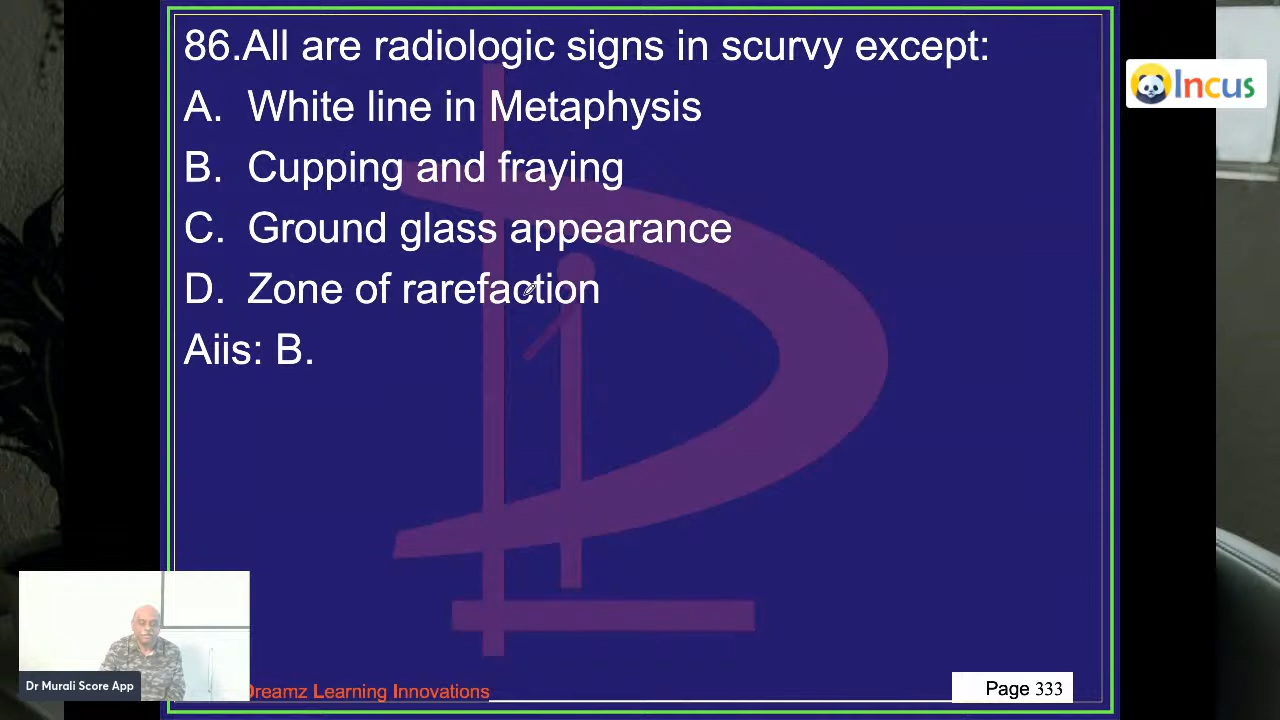 86.All are radiologic signs in scurvy except:
A. White line in Metaphysis
B. Cupping and fraying
C. Ground glass appearance
D. Zone of rarefaction
Aiis: B.
Incus
Dr Murali Score App
Dreamz Learning Innovations
Page 333